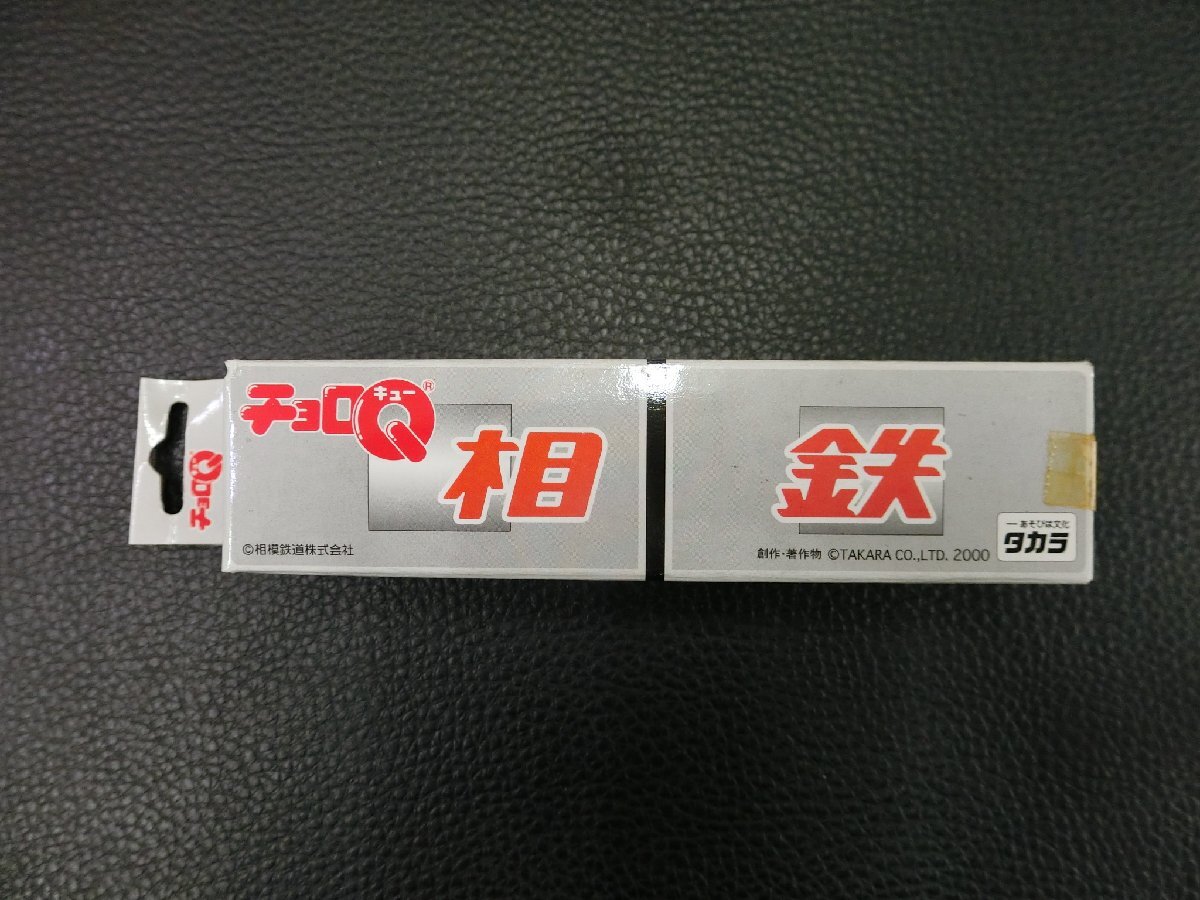 チョロQ®
キュー
相鉄
©相模鉄道株式会社
創作・著作物 ©TAKARA CO.,LTD. 2000
ーあそびは文化
タカラ
チョロQ